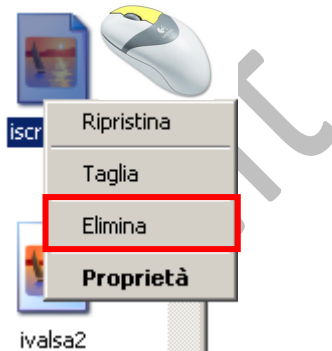 iscr
Ripristina
Taglia
Elimina
Proprietà
ivalsa2